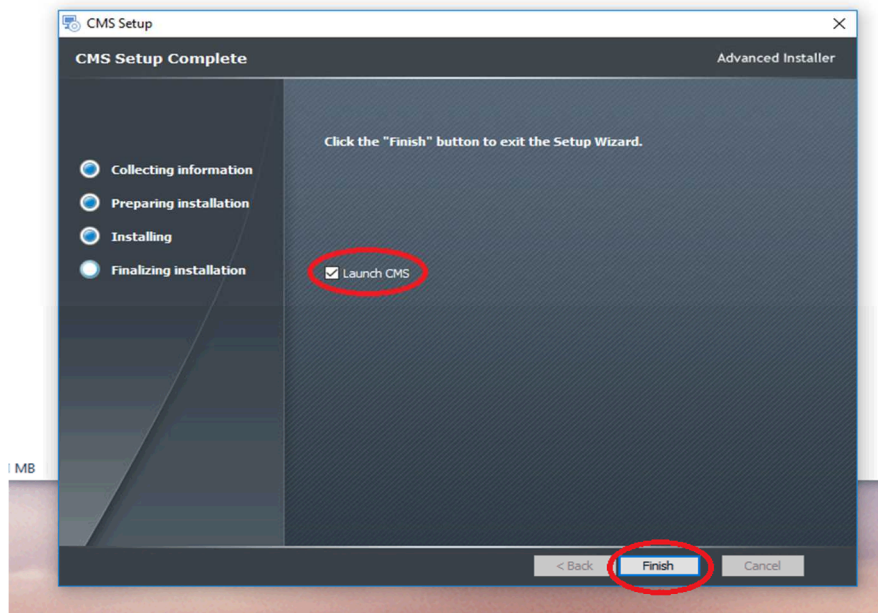 CMS Setup
CMS Setup Complete
Advanced Installer
Click the "Finish" button to exit the Setup Wizard.
Collecting information
Preparing installation
Installing
Finalizing installation
Launch CMS
MB
< Back
Finish
Cancel